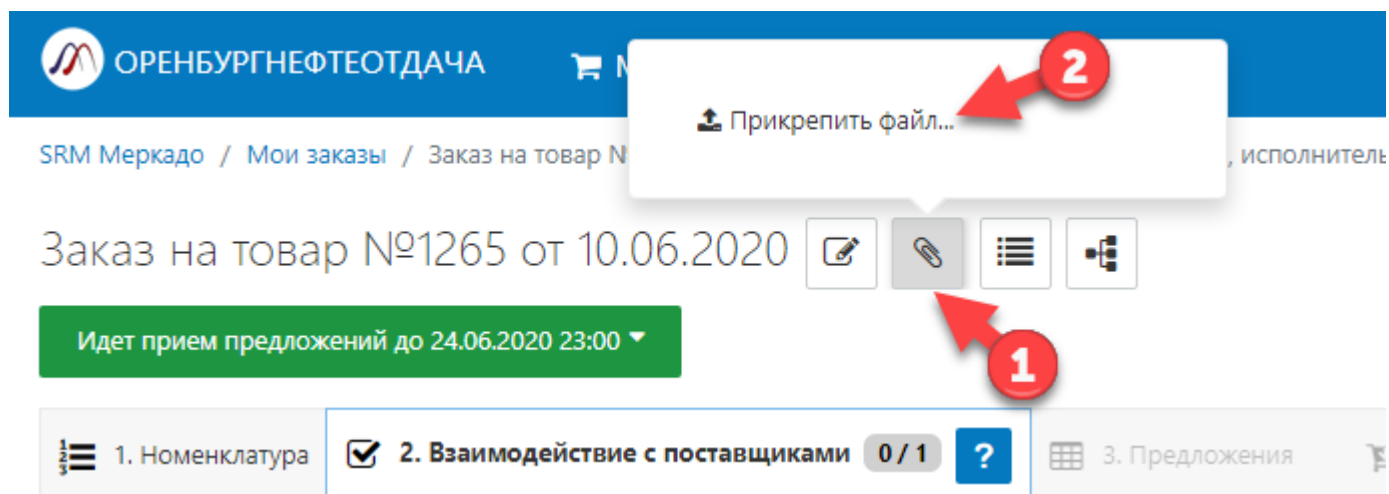 ОРЕНБУРГНЕФТЕОТДАЧА
2
Прикрепить файл...
SRM Меркадо / Мои заказы / Заказ на товар , исполнитель
Заказ на товар №1265 от 10.06.2020
Идет прием предложений до 24.06.2020 23:00
1
1. Номенклатура 2. Взаимодействие с поставщиками 0 / 1 ? 3. Предложения